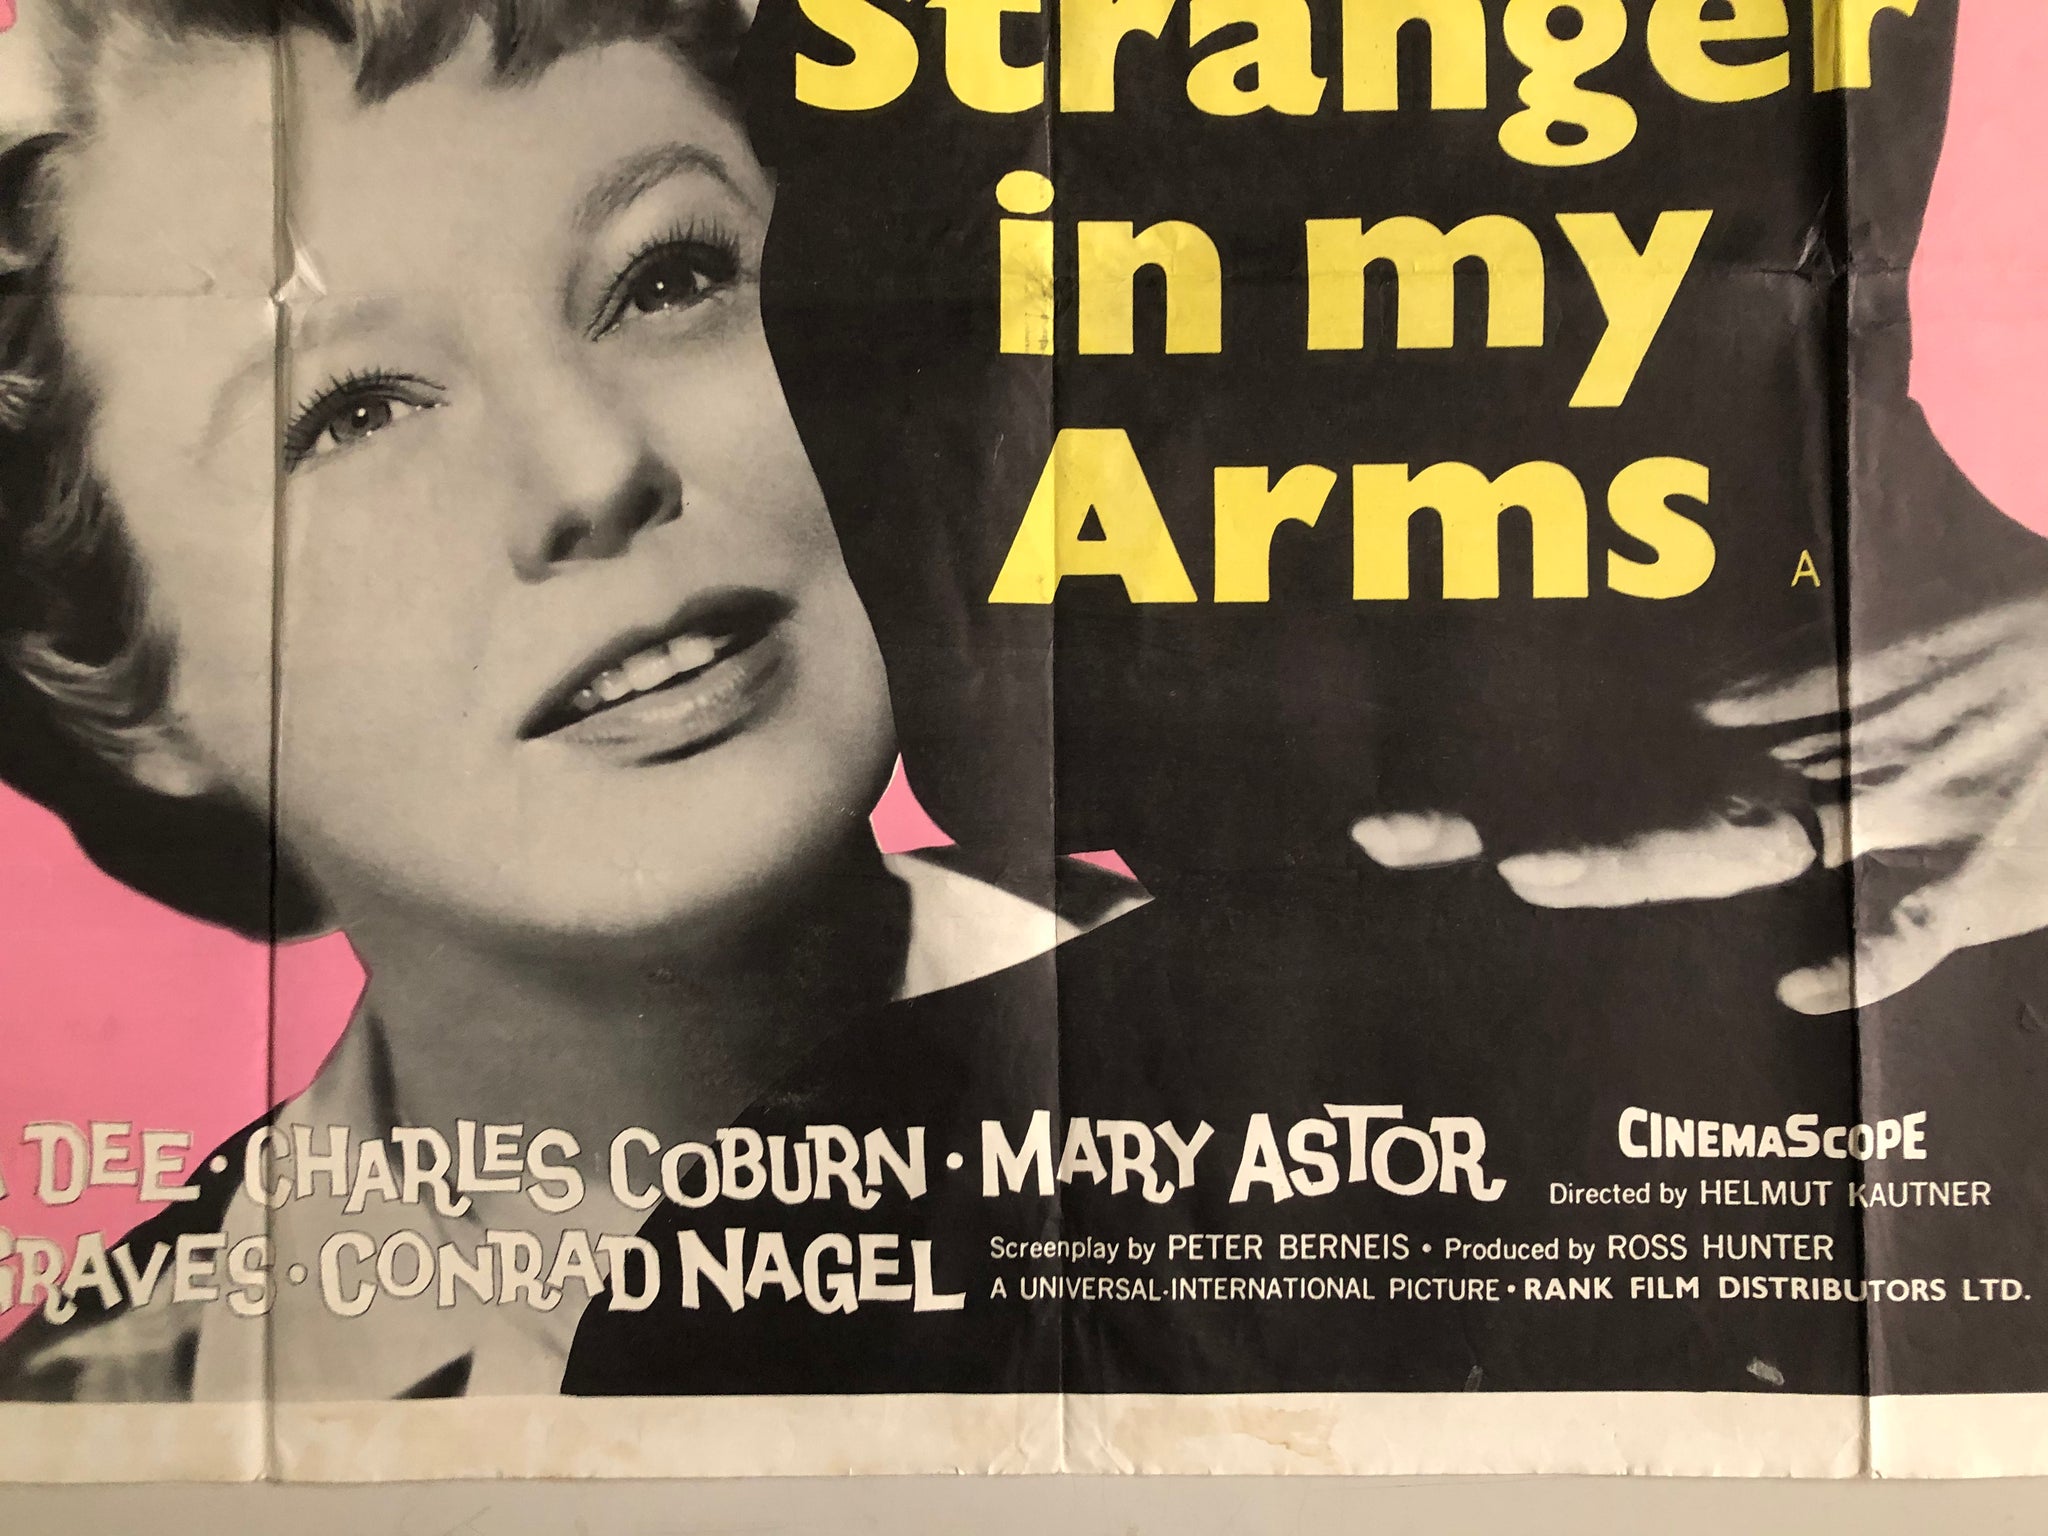 Stranger
in my
Arms
A
DEE · CHARLES COBURN · MARY ASTOR
GRAVES · CONRAD NAGEL
CINEMASCOPE
Directed by HELMUT KAUTNER
Screenplay by PETER BERNEIS · Produced by ROSS HUNTER
A UNIVERSAL-INTERNATIONAL PICTURE · RANK FILM DISTRIBUTORS LTD.